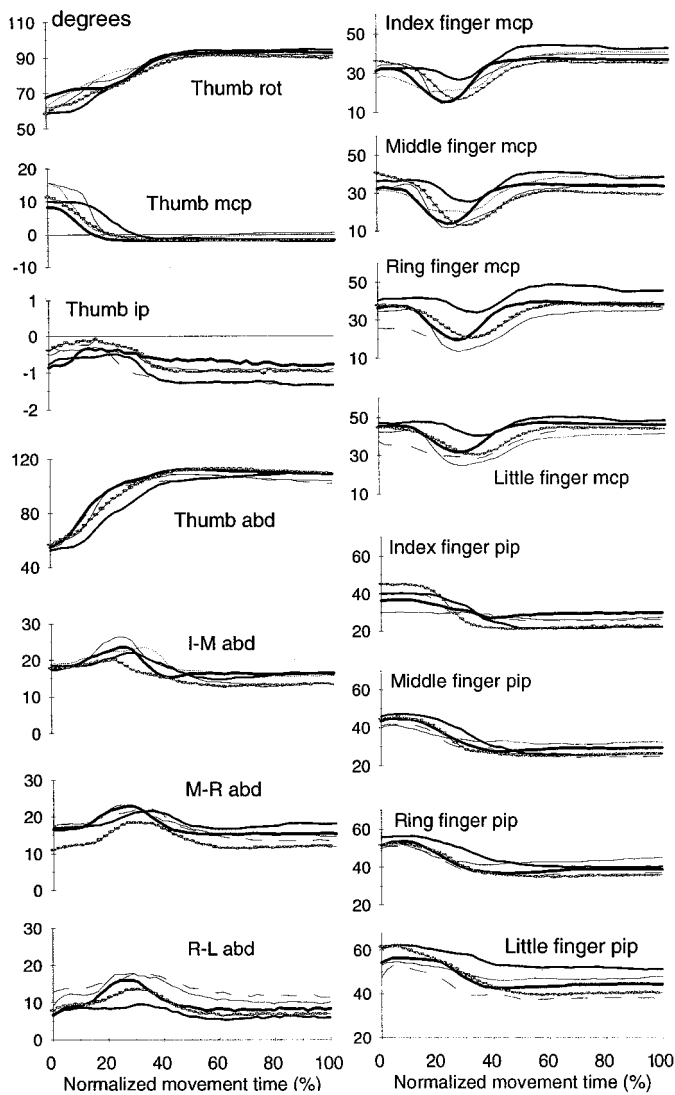 degrees
110
90
70
50
Thumb rot
20
10
0
-10
Thumb mcp
1
0
-1
-2
Thumb ip
120
80
40
Thumb abd
30
20
10
0
I-M abd
30
20
10
0
M-R abd
30
20
10
0
R-L abd
0 20 40 60 80 100
Normalized movement time (%)
Index finger mcp
50
30
10
Middle finger mcp
50
30
10
Ring finger mcp
50
30
10
50
30
10
Little finger mcp
Index finger pip
60
40
20
Middle finger pip
60
40
20
Ring finger pip
60
40
20
Little finger pip
60
40
20
0 20 40 60 80 100
Normalized movement time (%)